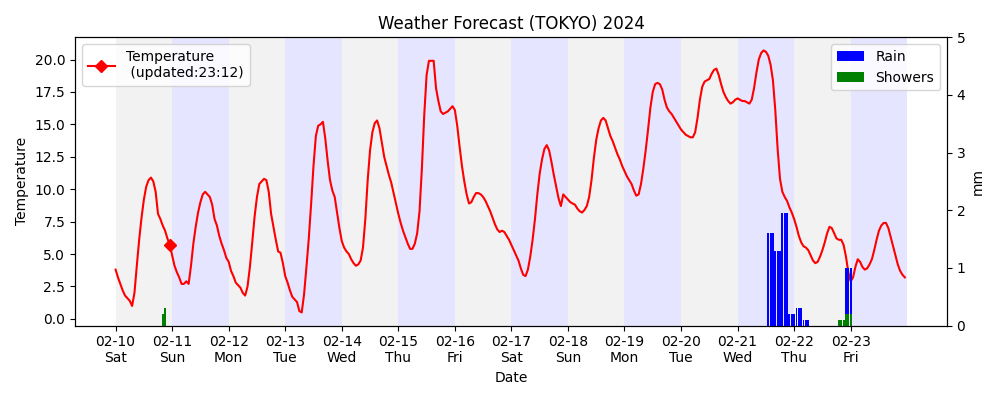 Weather Forecast (TOKYO) 2024
Temperature
(updated:23:12)
Rain
Showers
Temperature
20.0
17.5
15.0
12.5
10.0
7.5
5.0
2.5
0.0
5
4
3
2
1
0
mm
02-10 02-11 02-12 02-13 02-14 02-15 02-16 02-17 02-18 02-19 02-20 02-21 02-22 02-23
Sat Sun Mon Tue Wed Thu Fri Sat Sun Mon Tue Wed Thu Fri
Date